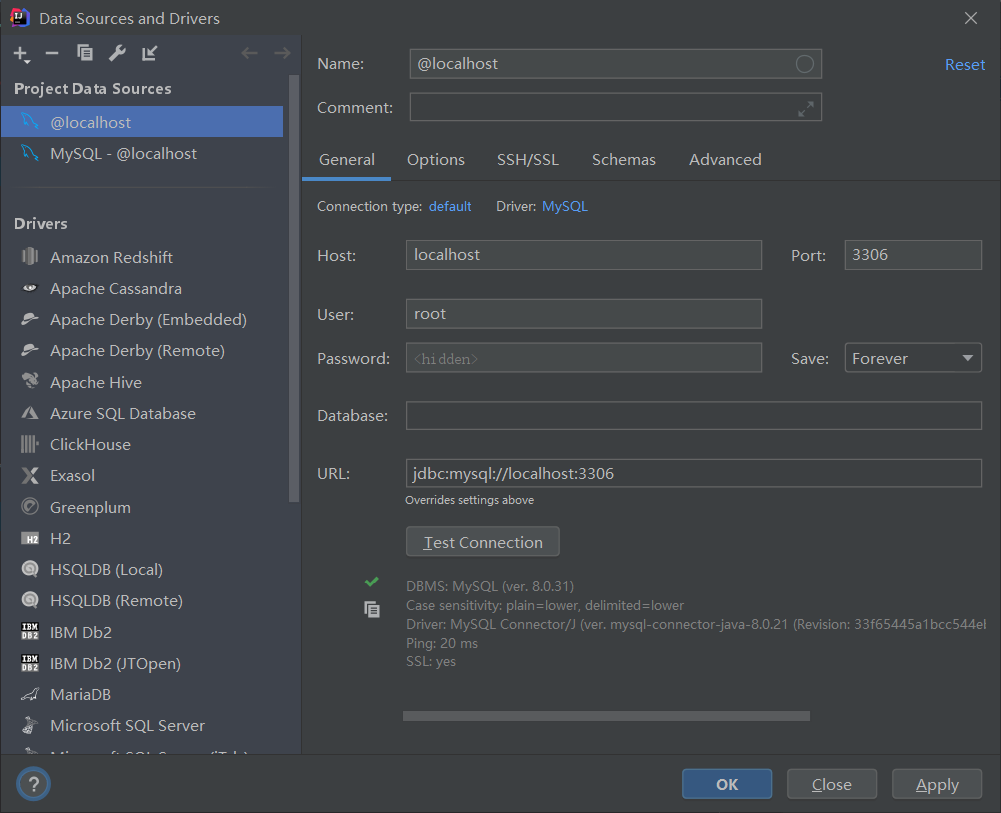 Data Sources and Drivers
Project Data Sources
@localhost
MySQL - @localhost
Drivers
Amazon Redshift
Apache Cassandra
Apache Derby (Embedded)
Apache Derby (Remote)
Apache Hive
Azure SQL Database
ClickHouse
Exasol
Greenplum
H2
HSQLDB (Local)
HSQLDB (Remote)
IBM Db2
IBM Db2 (JTOpen)
MariaDB
Microsoft SQL Server
Name: @localhost Reset
Comment:
General Options SSH/SSL Schemas Advanced
Connection type: default Driver: MySQL
Host: localhost Port: 3306
User: root
Password: <hidden> Save: Forever
Database:
URL: jdbc:mysql://localhost:3306
Overrides settings above
Test Connection
DBMS: MySQL (ver. 8.0.31)
Case sensitivity: plain=lower, delimited=lower
Driver: MySQL Connector/J (ver. mysql-connector-java-8.0.21 (Revision:
Ping: 20 ms
SSL: yes
? OK Close Apply